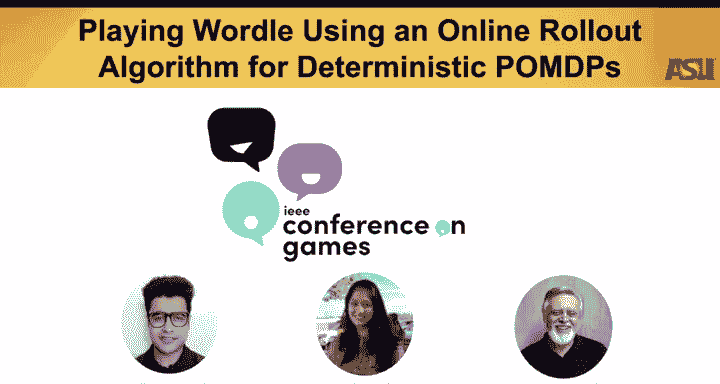 Playing Wordle Using an Online Rollout
Algorithm for Deterministic POMDPs
ASU
ieee
conference on
games